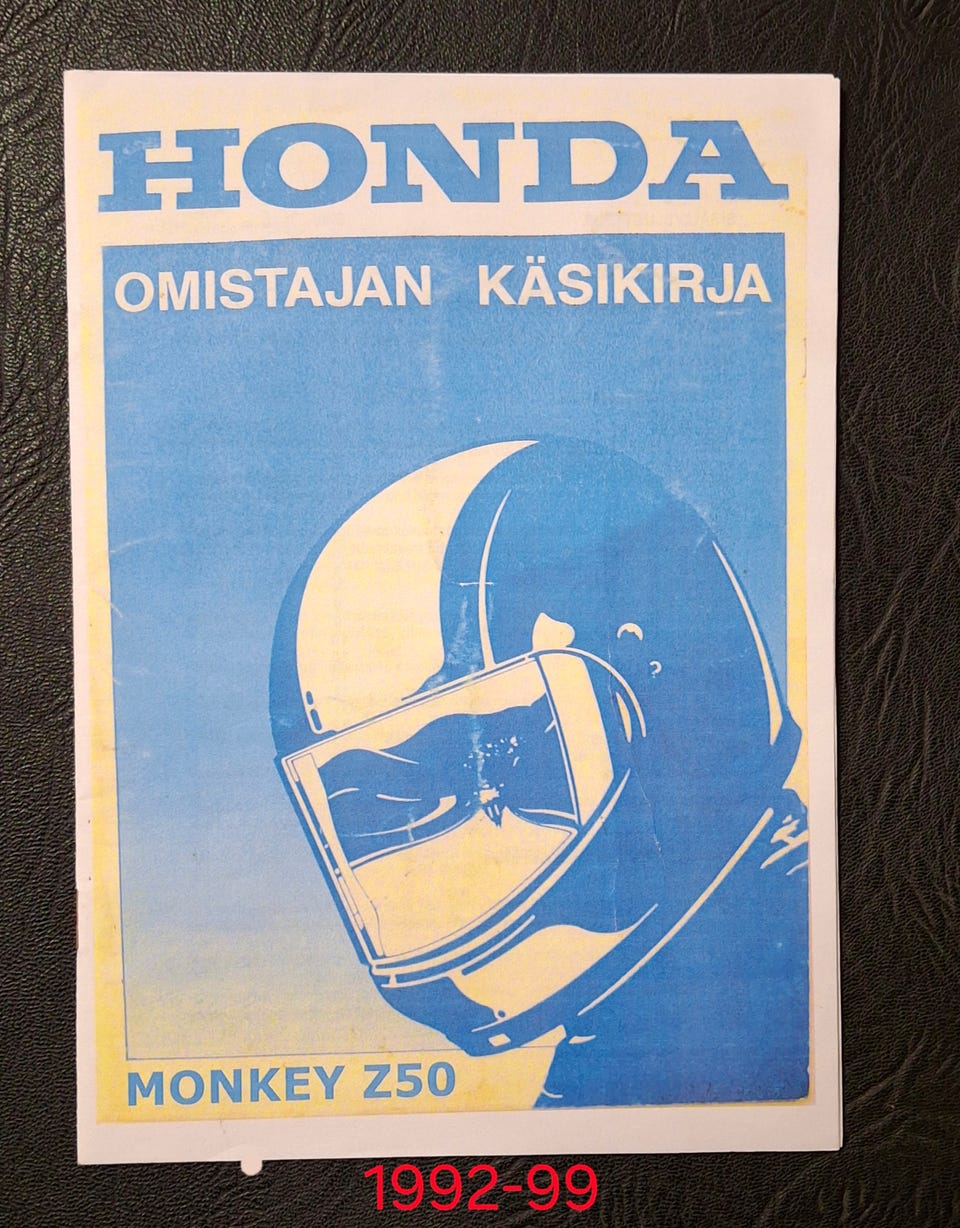 HONDA
OMISTAJAN KÄSIKIRJA
MONKEY Z50
1992-99